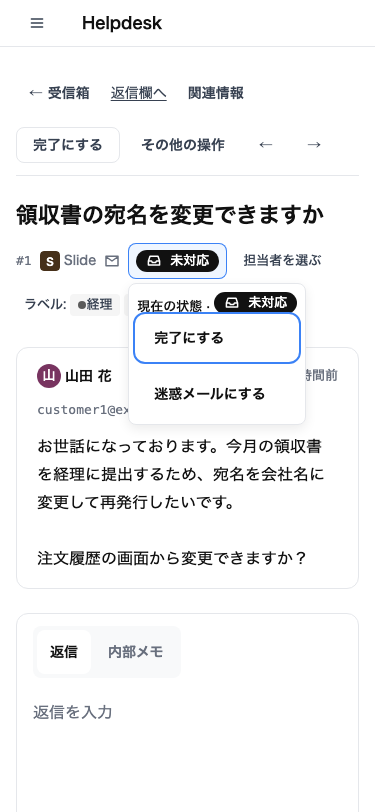 Helpdesk
← 受信箱 返信欄へ 関連情報
完了にする その他の操作 ← →
領収書の宛名を変更できますか
#1 S Slide 未対応 担当者を選ぶ
ラベル: 経理
現在の状態 · 未対応
完了にする
迷惑メールにする
山 山田 花 時間前
customer1@ex
お世話になっております。今月の領収書
を経理に提出するため、宛名を会社名に
変更して再発行したいです。
注文履歴の画面から変更できますか？
返信 内部メモ
返信を入力